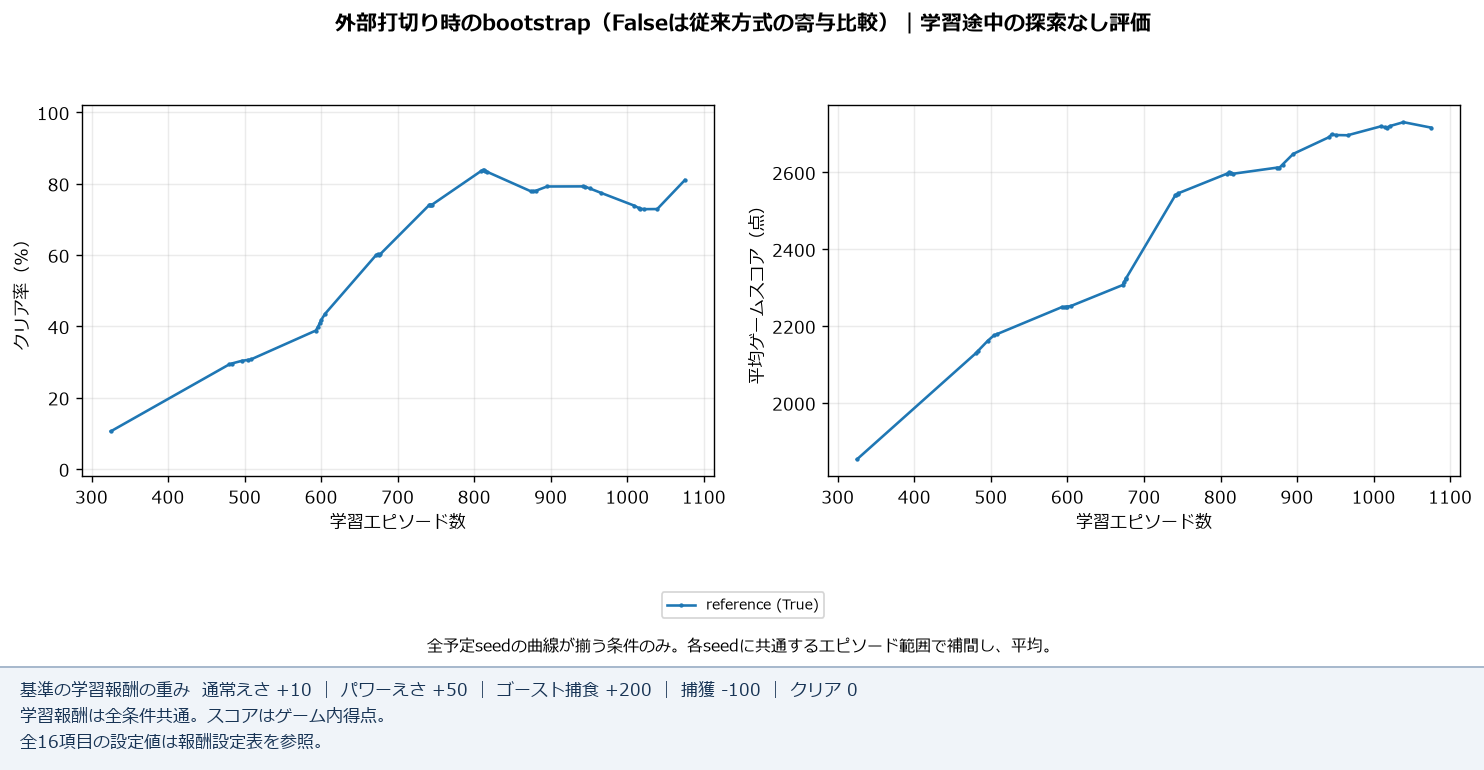 外部打切り時のbootstrap（Falseは従来方式の寄与比較）｜学習途中の探索なし評価
クリア率（%）
100
80
60
40
20
0
300 400 500 600 700 800 900 1000 1100
学習エピソード数
平均ゲームスコア（点）
2600
2400
2200
2000
300 400 500 600 700 800 900 1000 1100
学習エピソード数
reference (True)
全予定seedの曲線が揃う条件のみ。各seedに共通するエピソード範囲で補間し、平均。
基準の学習報酬の重み 通常えさ +10 ｜ パワーえさ +50 ｜ ゴースト捕食 +200 ｜ 捕獲 -100 ｜ クリア 0
学習報酬は全条件共通。スコアはゲーム内得点。
全16項目の設定値は報酬設定表を参照。